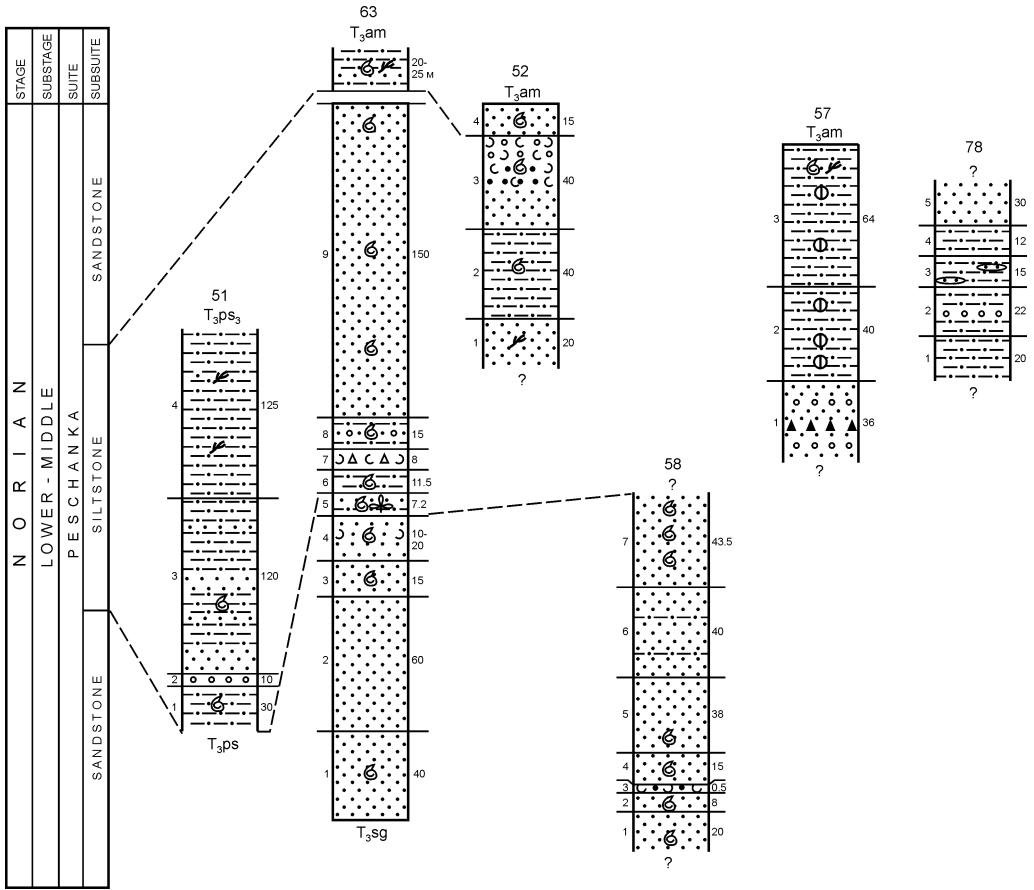 STAGE
SUBSTAGE
SUITE
SUBSUITE
NORIAN
LOWER-MIDDLE
PESCHANKA
SANDSTONE
SILTSTONE
SANDSTONE
51
T3ps3
4 125
3 120
2 10
1 30
T3ps
63
T3am
20-
25 м
9 150
8 15
7 8
6 11.5
5 7.2
4 10-
20
3 15
2 60
1 40
T3sg
52
T3am
4 15
3 40
2 40
1 20
?
58
?
7 43.5
6 40
5 38
4 15
3 0.5
2 8
1 20
?
57
T3am
3 64
2 40
1 36
?
78
?
5 30
4 12
3 15
2 22
1 20
?